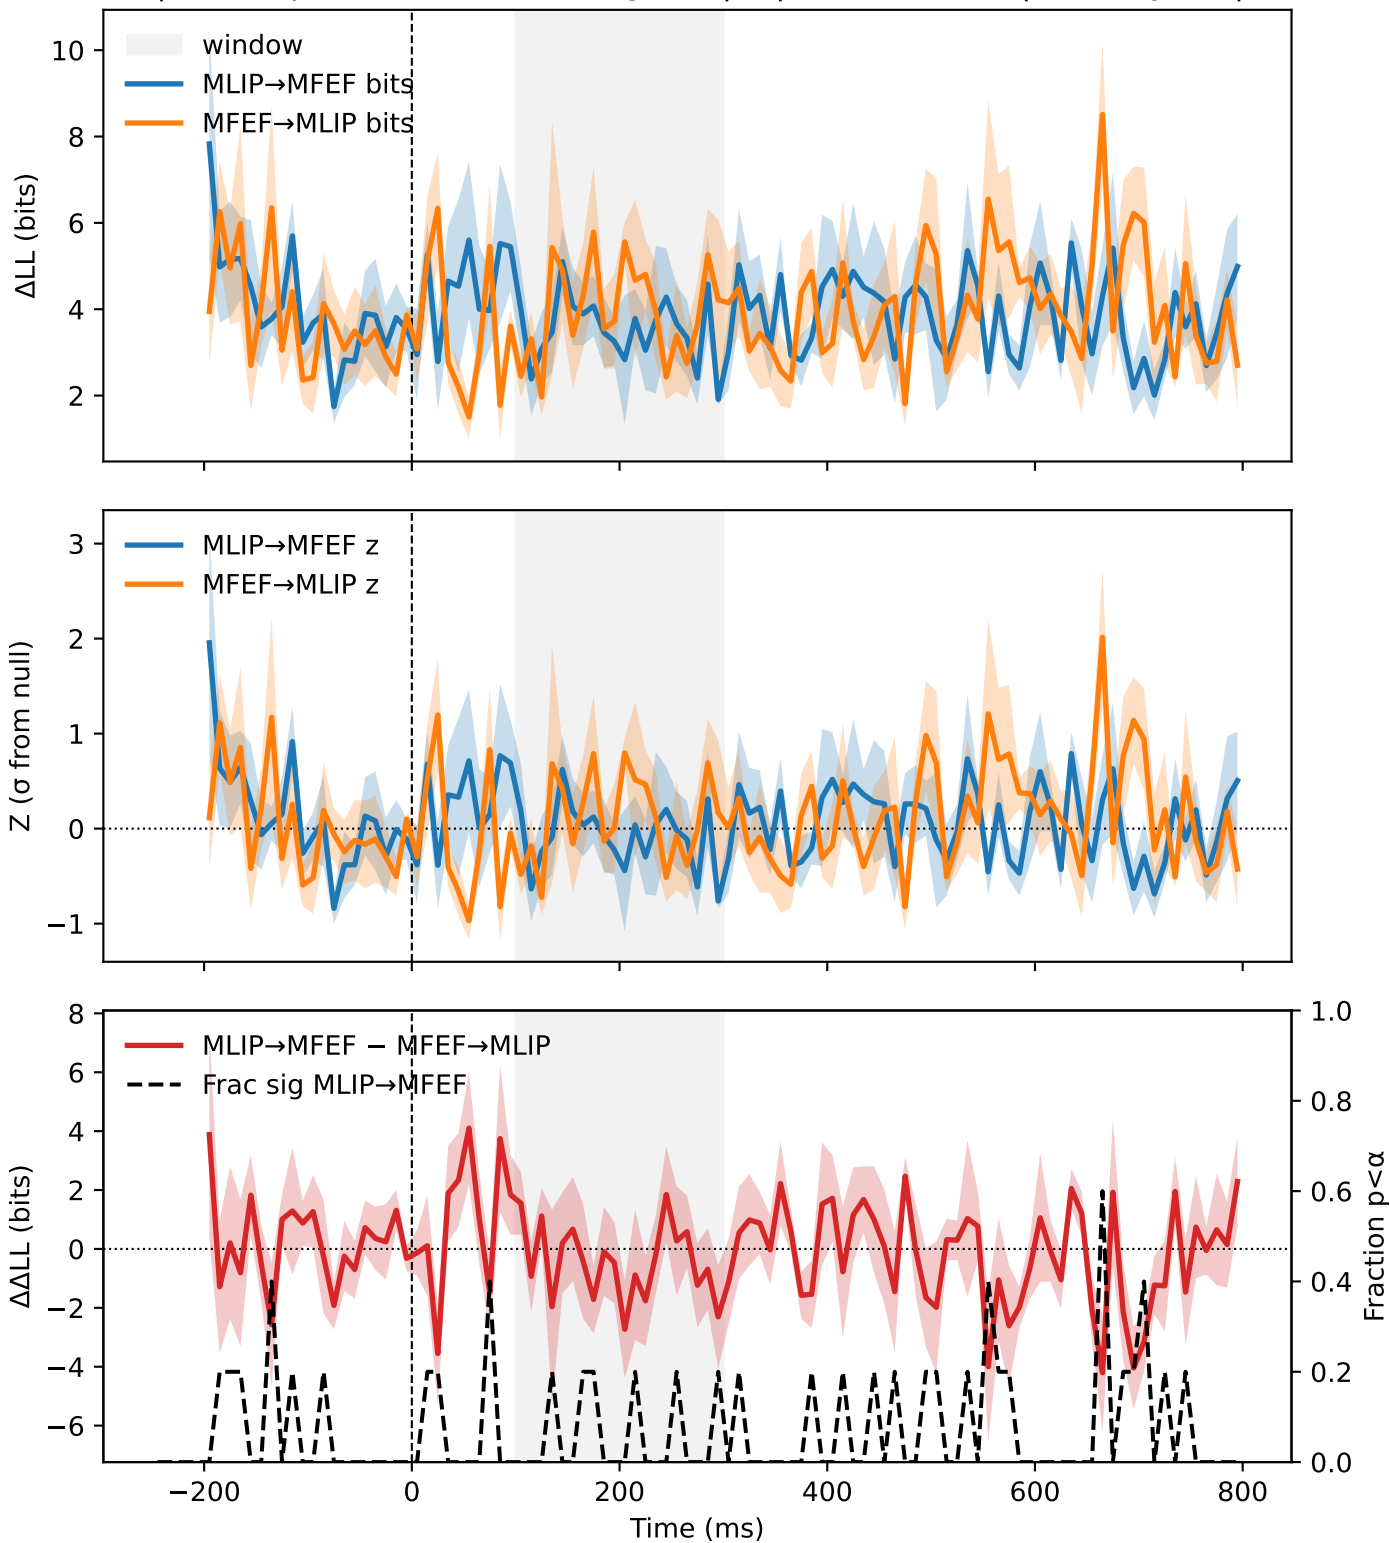 10
8
6
4
2
ΔLL (bits)
window
MLIP→MFEF bits
MFEF→MLIP bits
3
2
1
0
−1
Z (σ from null)
MLIP→MFEF z
MFEF→MLIP z
8
6
4
2
0
−2
−4
−6
ΔΔLL (bits)
MLIP→MFEF − MFEF→MLIP
Frac sig MLIP→MFEF
1.0
0.8
0.6
0.4
0.2
0.0
Fraction p<α
−200 0 200 400 600 800
Time (ms)